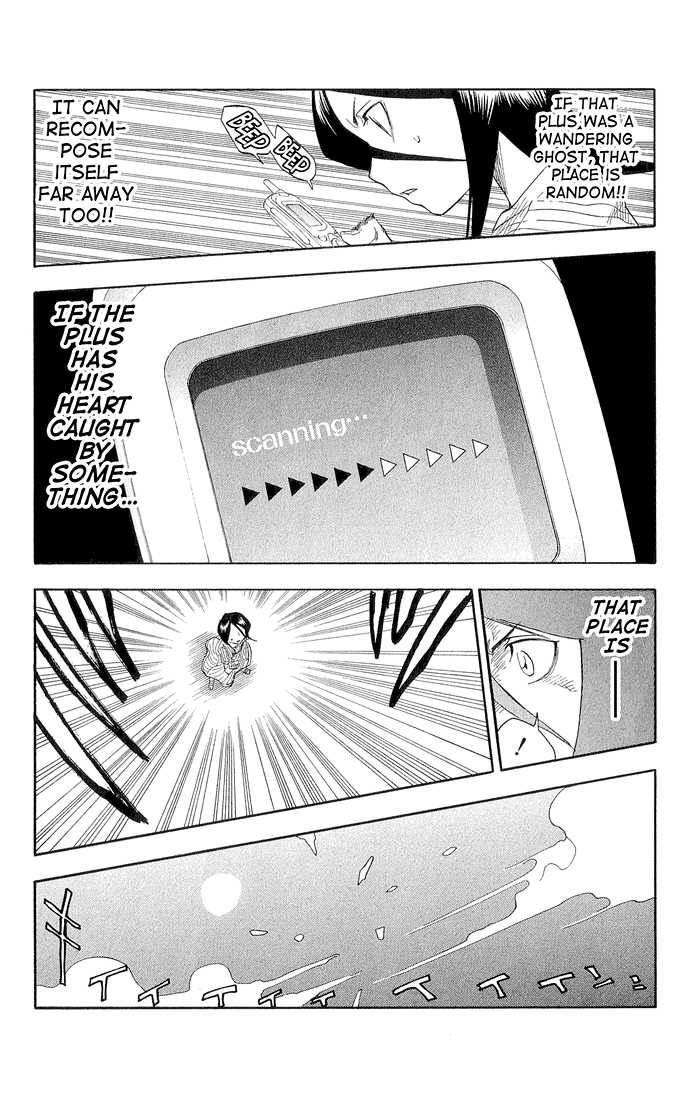 IF THAT
PLUS WAS A
WANDERING
GHOST, THAT
PLACE IS
RANDOM!!
BEEP
BEEP
IT CAN
RECOM-
POSE
ITSELF
FAR AWAY
TOO!!
IF THE
PLUS
HAS
HIS
HEART
CAUGHT
BY
SOME-
THING...
scanning...
THAT
PLACE
IS
!